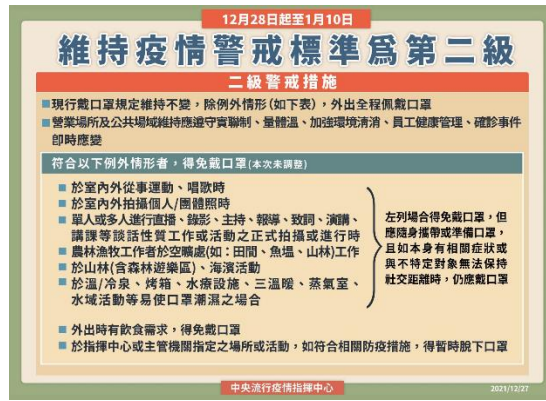 12月28日起至1月10日
維持疫情警戒標準為第二級
二級警戒措施
現行戴口罩規定維持不變，除例外情形(如下表)，外出全程佩戴口罩
營業場所及公共場域維持應遵守實聯制、量體溫、加強環境清消、員工健康管理、確診事件
即時應變
符合以下例外情形者，得免戴口罩(本次未調整)
於室內外從事運動、唱歌時
於室內外拍攝個人/團體照時
單人或多人進行直播、錄影、主持、報導、致詞、演講、
講課等談話性質工作或活動之正式拍攝或進行時
農林漁牧工作者於空曠處(如：田間、魚塭、山林)工作
於山林(含森林遊樂區)、海濱活動
於溫/冷泉、烤箱、水療設施、三溫暖、蒸氣室、
水域活動等易使口罩潮濕之場合
左列場合得免戴口罩，但
應隨身攜帶或準備口罩，
且如本身有相關症狀或
與不特定對象無法保持
社交距離時，仍應戴口罩
外出時有飲食需求，得免戴口罩
於指揮中心或主管機關指定之場所或活動，如符合相關防疫措施，得暫時脫下口罩
中央流行疫情指揮中心
2021/12/27